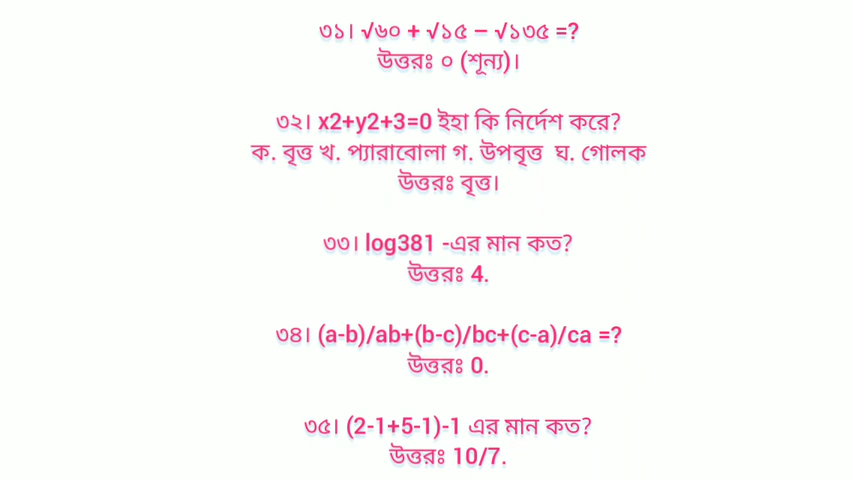 ৩১। √৬০ + √১৫ – √১৩৫ =?
উত্তরঃ ০ (শূন্য)।
৩২। x2+y2+3=0 ইহা কি নির্দেশ করে?
ক. বৃত্ত খ. প্যারাবোলা গ. উপবৃত্ত ঘ. গোলক
উত্তরঃ বৃত্ত।
৩৩। log381 -এর মান কত?
উত্তরঃ 4.
৩৪। (a-b)/ab+(b-c)/bc+(c-a)/ca =?
উত্তরঃ 0.
৩৫। (2-1+5-1)-1 এর মান কত?
উত্তরঃ 10/7.